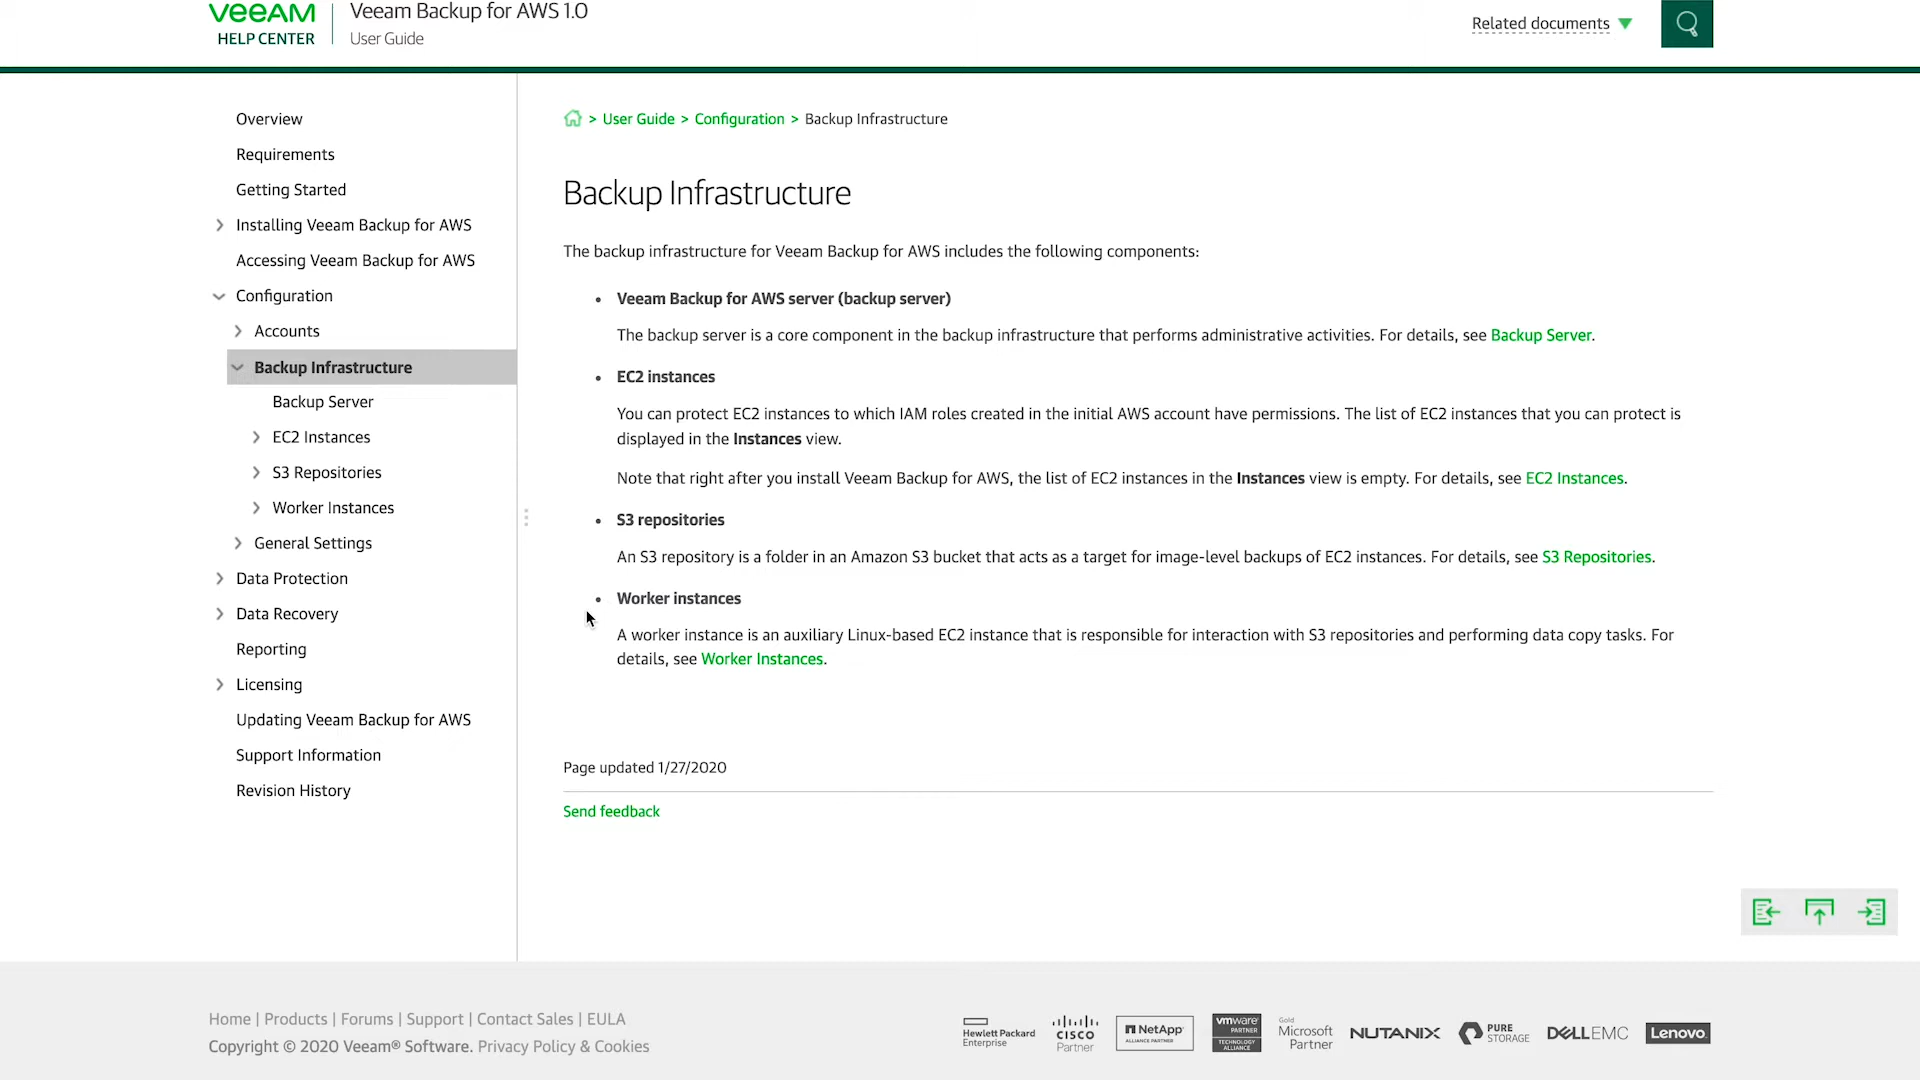 veeAM
HELP CENTER
Veeam Backup for AWS 1.0
User Guide
Related documents
Overview
Requirements
Getting Started
Installing Veeam Backup for AWS
Accessing Veeam Backup for AWS
Configuration
Accounts
Backup Infrastructure
Backup Server
EC2 Instances
S3 Repositories
Worker Instances
General Settings
Data Protection
Data Recovery
Reporting
Licensing
Updating Veeam Backup for AWS
Support Information
Revision History
> User Guide > Configuration > Backup Infrastructure
Backup Infrastructure
The backup infrastructure for Veeam Backup for AWS includes the following components:
• Veeam Backup for AWS server (backup server)
The backup server is a core component in the backup infrastructure that performs administrative activities. For details, see Backup Server.
• EC2 instances
You can protect EC2 instances to which IAM roles created in the initial AWS account have permissions. The list of EC2 instances that you can protect is
displayed in the Instances view.
Note that right after you install Veeam Backup for AWS, the list of EC2 instances in the Instances view is empty. For details, see EC2 Instances.
• S3 repositories
An S3 repository is a folder in an Amazon S3 bucket that acts as a target for image-level backups of EC2 instances. For details, see S3 Repositories.
• Worker instances
A worker instance is an auxiliary Linux-based EC2 instance that is responsible for interaction with S3 repositories and performing data copy tasks. For
details, see Worker Instances.
Page updated 1/27/2020
Send feedback
Home | Products | Forums | Support | Contact Sales | EULA
Copyright © 2020 Veeam® Software. Privacy Policy & Cookies
Hewlett Packard
Enterprise
CISCO
Partner
NetApp
ALLIANCE PARTNER
vmware
PARTNER
TECHNOLOGY
ALLIANCE
Gold
Microsoft
Partner
NUTANIX
PURE
STORAGE
DELLEMC
Lenovo